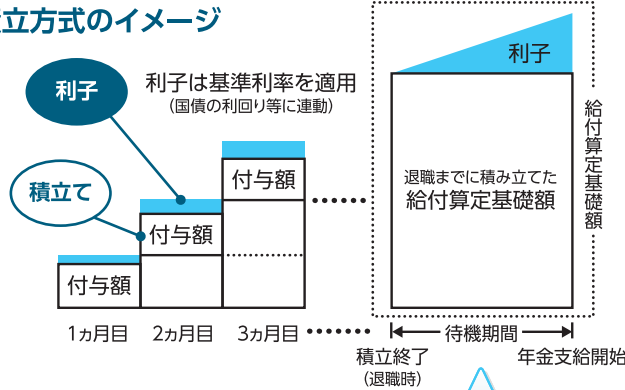 立方式のイメージ
利子
利子は基準利率を適用
（国債の利回り等に連動）
積立て
付与額
付与額
付与額
1ヵ月目
2ヵ月目
3ヵ月目
利子
退職までに積み立てた
給付算定基礎額
給付算定基礎額
待機期間
積立終了
（退職時）
年金支給開始